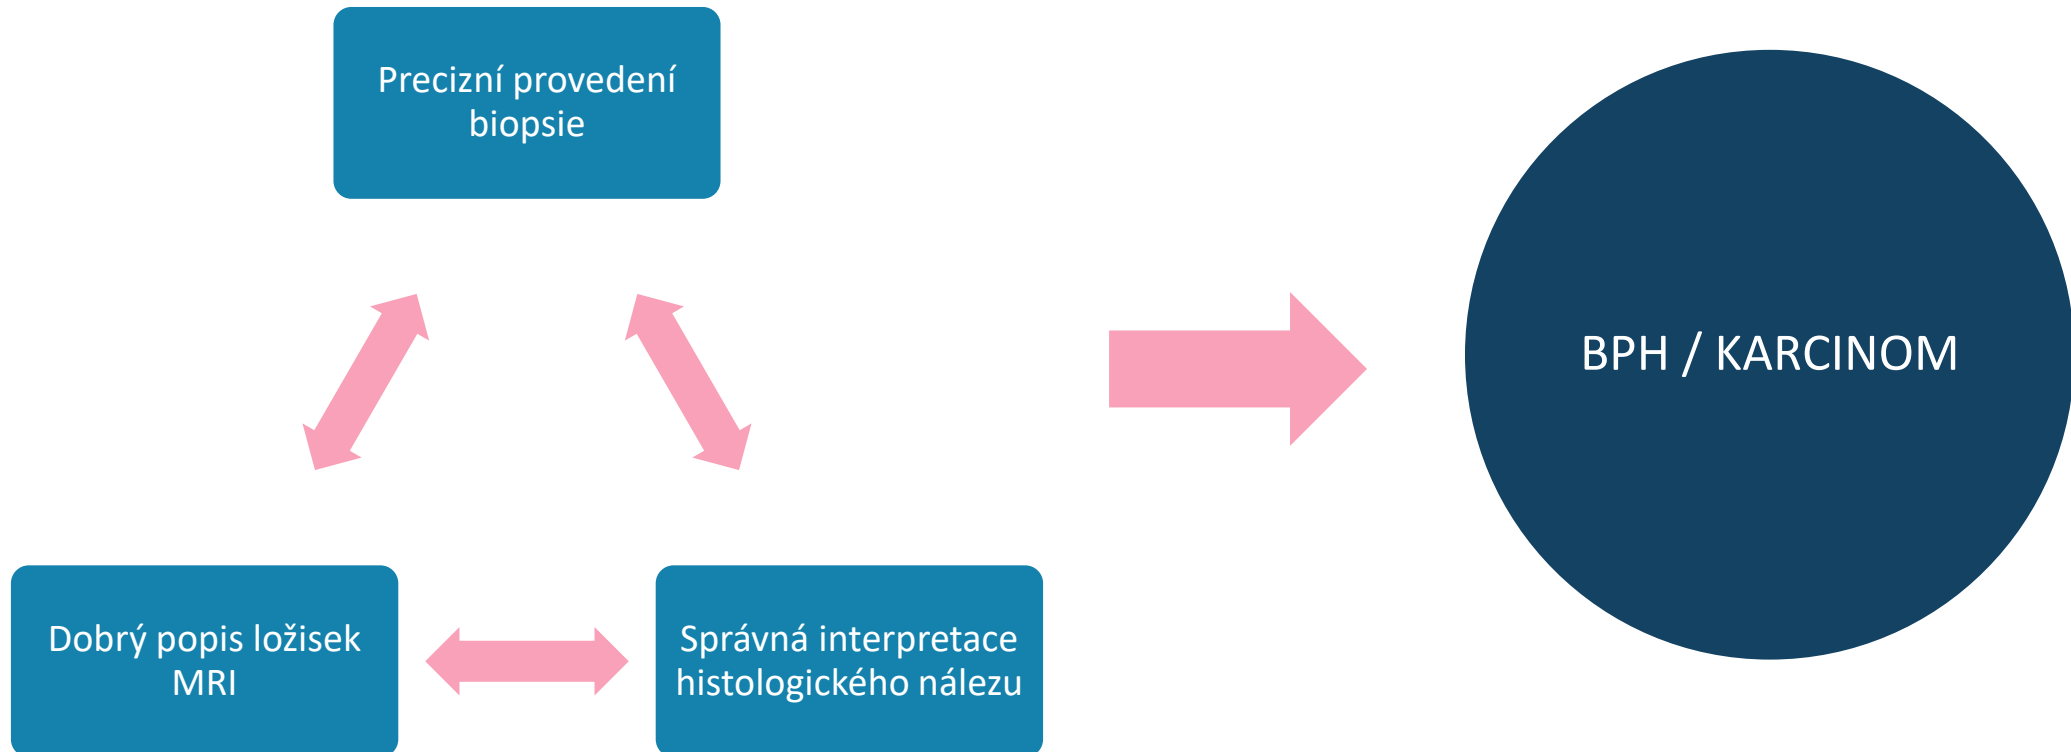 Precizní provedení
biopsie
BPH / KARCINOM
Dobrý popis ložisek
MRI
Správná interpretace
histologického nálezu